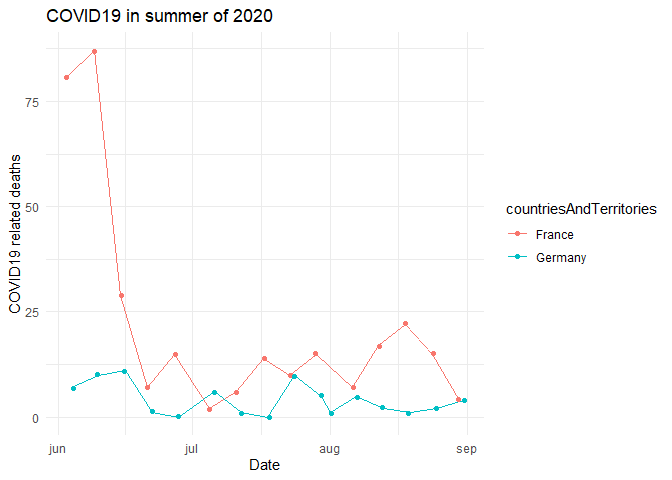 COVID19 in summer of 2020
COVID19 related deaths
75
50
25
0
jun
jul
aug
sep
Date
countriesAndTerritories
France
Germany